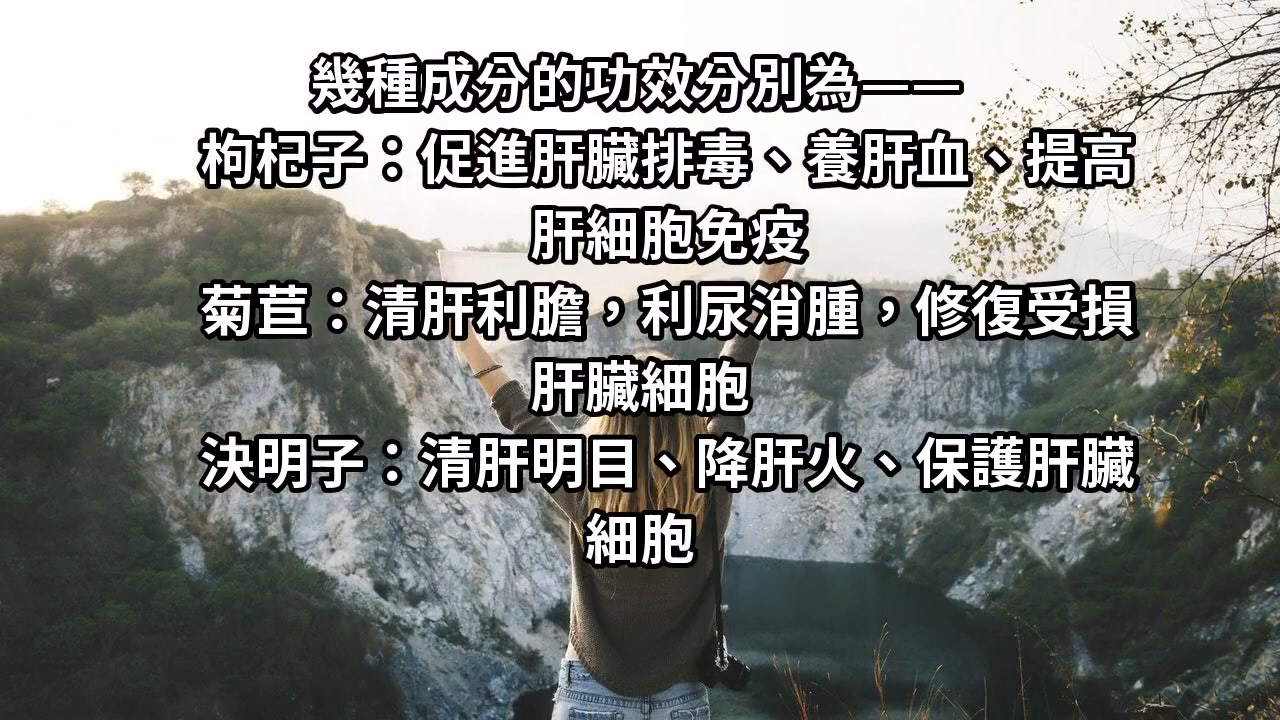 幾種成分的功效分別為——
枸杞子：促進肝臟排毒、養肝血、提高
肝細胞免疫
菊苣：清肝利膽，利尿消腫，修復受損
肝臟細胞
決明子：清肝明目、降肝火、保護肝臟
細胞